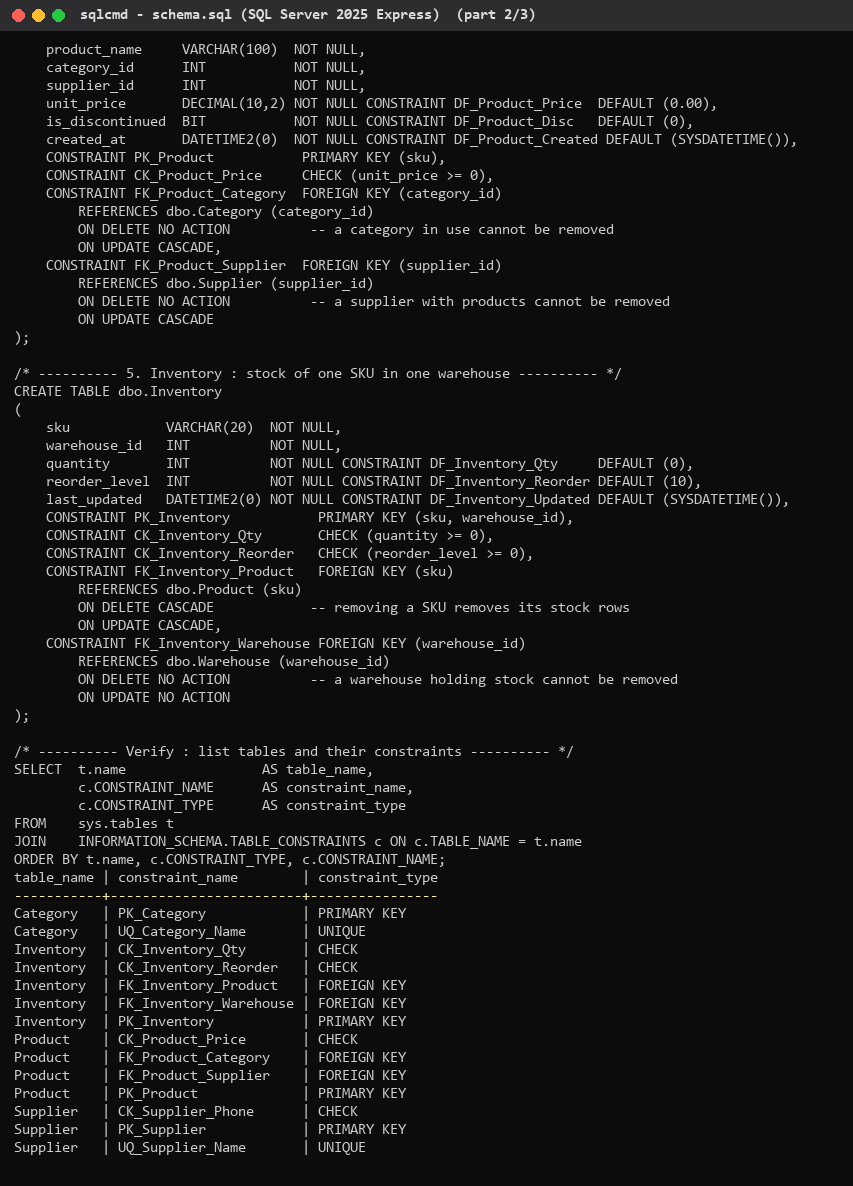 sqlcmd - schema.sql (SQL Server 2025 Express)  (part 2/3)
    product_name     VARCHAR(100)  NOT NULL,
    category_id      INT           NOT NULL,
    supplier_id      INT           NOT NULL,
    unit_price       DECIMAL(10,2) NOT NULL CONSTRAINT DF_Product_Price  DEFAULT (0.00),
    is_discontinued  BIT           NOT NULL CONSTRAINT DF_Product_Disc   DEFAULT (0),
    created_at       DATETIME2(0)  NOT NULL CONSTRAINT DF_Product_Created DEFAULT (SYSDATETIME()),
    CONSTRAINT PK_Product           PRIMARY KEY (sku),
    CONSTRAINT CK_Product_Price     CHECK (unit_price >= 0),
    CONSTRAINT FK_Product_Category  FOREIGN KEY (category_id)
        REFERENCES dbo.Category (category_id)
        ON DELETE NO ACTION          -- a category in use cannot be removed
        ON UPDATE CASCADE,
    CONSTRAINT FK_Product_Supplier  FOREIGN KEY (supplier_id)
        REFERENCES dbo.Supplier (supplier_id)
        ON DELETE NO ACTION          -- a supplier with products cannot be removed
        ON UPDATE CASCADE
);

/* ---------- 5. Inventory : stock of one SKU in one warehouse ---------- */
CREATE TABLE dbo.Inventory
(
    sku            VARCHAR(20)  NOT NULL,
    warehouse_id   INT          NOT NULL,
    quantity       INT          NOT NULL CONSTRAINT DF_Inventory_Qty     DEFAULT (0),
    reorder_level  INT          NOT NULL CONSTRAINT DF_Inventory_Reorder DEFAULT (10),
    last_updated   DATETIME2(0) NOT NULL CONSTRAINT DF_Inventory_Updated DEFAULT (SYSDATETIME()),
    CONSTRAINT PK_Inventory           PRIMARY KEY (sku, warehouse_id),
    CONSTRAINT CK_Inventory_Qty       CHECK (quantity >= 0),
    CONSTRAINT CK_Inventory_Reorder   CHECK (reorder_level >= 0),
    CONSTRAINT FK_Inventory_Product   FOREIGN KEY (sku)
        REFERENCES dbo.Product (sku)
        ON DELETE CASCADE            -- removing a SKU removes its stock rows
        ON UPDATE CASCADE,
    CONSTRAINT FK_Inventory_Warehouse FOREIGN KEY (warehouse_id)
        REFERENCES dbo.Warehouse (warehouse_id)
        ON DELETE NO ACTION          -- a warehouse holding stock cannot be removed
        ON UPDATE NO ACTION
);

/* ---------- Verify : list tables and their constraints ---------- */
SELECT  t.name                 AS table_name,
        c.CONSTRAINT_NAME      AS constraint_name,
        c.CONSTRAINT_TYPE      AS constraint_type
FROM    sys.tables t
JOIN    INFORMATION_SCHEMA.TABLE_CONSTRAINTS c ON c.TABLE_NAME = t.name
ORDER BY t.name, c.CONSTRAINT_TYPE, c.CONSTRAINT_NAME;
table_name | constraint_name        | constraint_type
-----------+------------------------+----------------
Category   | PK_Category            | PRIMARY KEY
Category   | UQ_Category_Name       | UNIQUE
Inventory  | CK_Inventory_Qty       | CHECK
Inventory  | CK_Inventory_Reorder   | CHECK
Inventory  | FK_Inventory_Product   | FOREIGN KEY
Inventory  | FK_Inventory_Warehouse | FOREIGN KEY
Inventory  | PK_Inventory           | PRIMARY KEY
Product    | CK_Product_Price       | CHECK
Product    | FK_Product_Category    | FOREIGN KEY
Product    | FK_Product_Supplier    | FOREIGN KEY
Product    | PK_Product             | PRIMARY KEY
Supplier   | CK_Supplier_Phone      | CHECK
Supplier   | PK_Supplier            | PRIMARY KEY
Supplier   | UQ_Supplier_Name       | UNIQUE